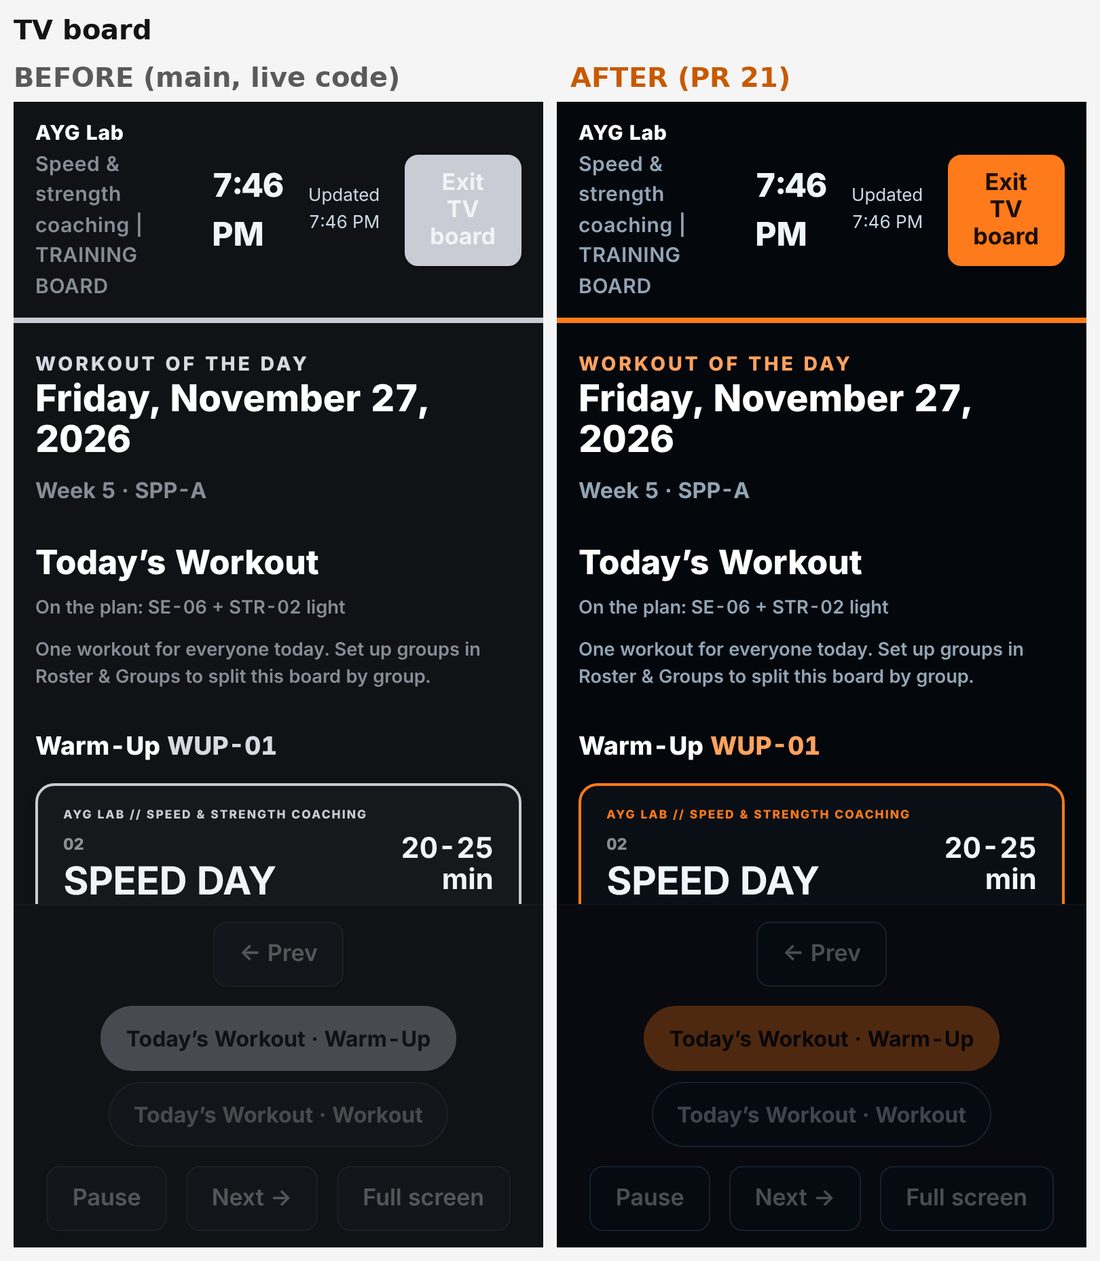 TV board
BEFORE (main, live code)
AYG Lab
Speed &
strength
coaching |
TRAINING
BOARD
7:46
PM
Updated
7:46 PM
Exit
TV
board
WORKOUT OF THE DAY
Friday, November 27,
2026
Week 5 · SPP-A
Today’s Workout
On the plan: SE-06 + STR-02 light
One workout for everyone today. Set up groups in
Roster & Groups to split this board by group.
Warm-Up WUP-01
AYG LAB // SPEED & STRENGTH COACHING
02
SPEED DAY
20-25
min
← Prev
Today’s Workout · Warm-Up
Today’s Workout · Workout
Pause
Next →
Full screen
AFTER (PR 21)
AYG Lab
Speed &
strength
coaching |
TRAINING
BOARD
7:46
PM
Updated
7:46 PM
Exit
TV
board
WORKOUT OF THE DAY
Friday, November 27,
2026
Week 5 · SPP-A
Today’s Workout
On the plan: SE-06 + STR-02 light
One workout for everyone today. Set up groups in
Roster & Groups to split this board by group.
Warm-Up WUP-01
AYG LAB // SPEED & STRENGTH COACHING
02
SPEED DAY
20-25
min
← Prev
Today’s Workout · Warm-Up
Today’s Workout · Workout
Pause
Next →
Full screen